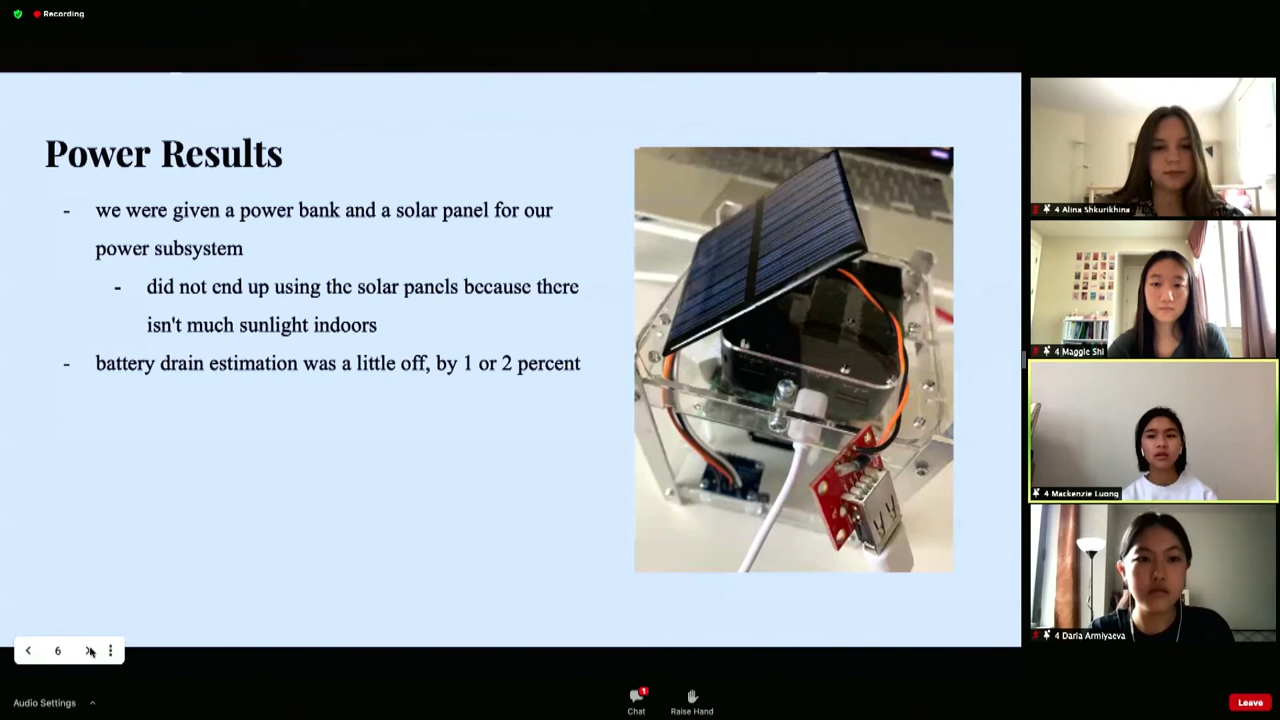 Recording
Power Results
- we were given a power bank and a solar panel for our
power subsystem
- did not end up using the solar panels because there
isn't much sunlight indoors
- battery drain estimation was a little off, by 1 or 2 percent
4 Alina Shkurikhina
4 Maggie Shi
4 Mackenzie Luong
4 Daria Armiyaeva
6
Audio Settings
1
Chat
Raise Hand
Leave